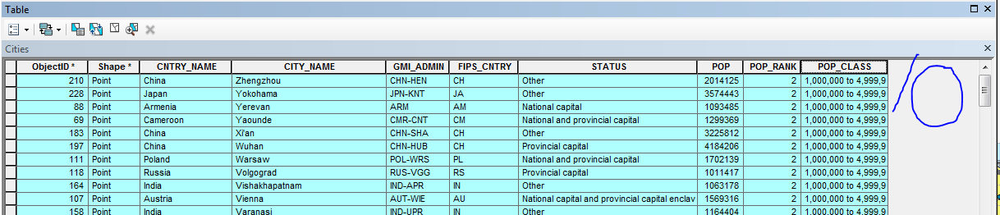 Table
Cities
ObjectID * Shape * CNTRY_NAME CITY_NAME GMI_ADMIN FIPS_CNTRY STATUS POP POP_RANK POP_CLASS
210 Point China Zhengzhou CHN-HEN CH Other 2014125 2 1,000,000 to 4,999,9
228 Point Japan Yokohama JPN-KNT JA Other 3574443 2 1,000,000 to 4,999,9
88 Point Armenia Yerevan ARM AM National capital 1093485 2 1,000,000 to 4,999,9
69 Point Cameroon Yaounde CMR-CNT CM National and provincial capital 1299369 2 1,000,000 to 4,999,9
183 Point China Xi'an CHN-SHA CH Other 3225812 2 1,000,000 to 4,999,9
197 Point China Wuhan CHN-HUB CH Provincial capital 4184206 2 1,000,000 to 4,999,9
111 Point Poland Warsaw POL-WRS PL National and provincial capital 1702139 2 1,000,000 to 4,999,9
118 Point Russia Volgograd RUS-VGG RS Provincial capital 1011417 2 1,000,000 to 4,999,9
164 Point India Vishakhapatnam IND-APR IN Other 1063178 2 1,000,000 to 4,999,9
107 Point Austria Vienna AUT-WIE AU National capital and provincial capital enclav 1569316 2 1,000,000 to 4,999,9
158 Point India Varanasi IND-UPR IN Other 1164404 2 1,000,000 to 4,999,9